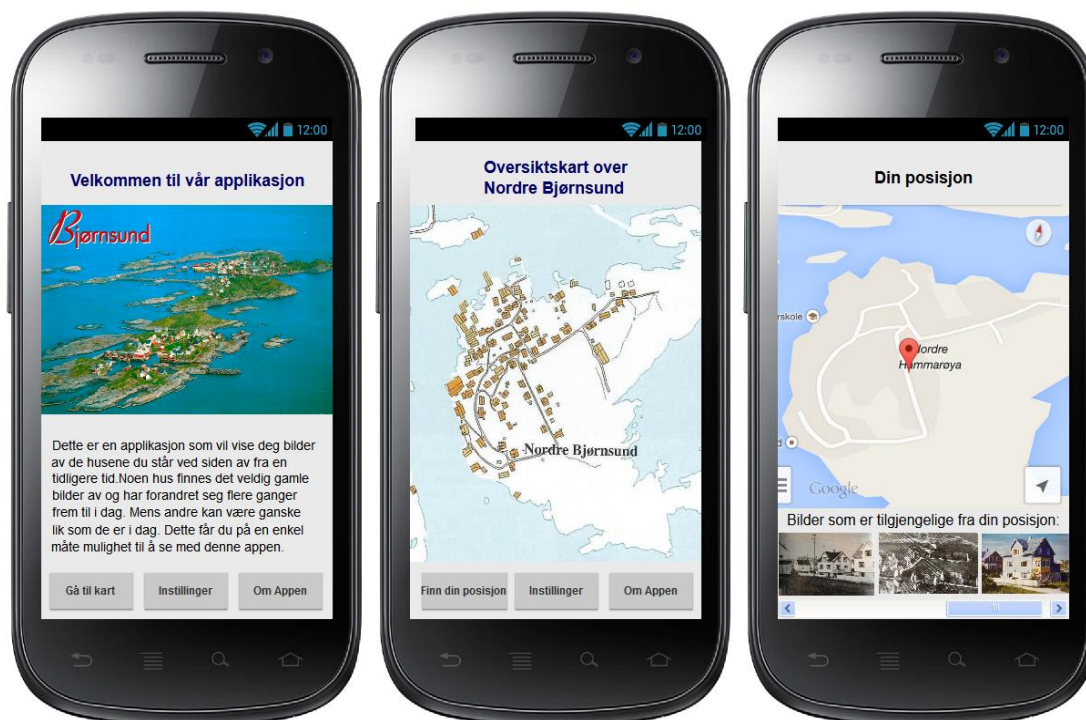 12:00
Velkommen til vår applikasjon
Bjørnsund
Dette er en applikasjon som vil vise deg bilder
av de husene du står ved siden av fra en
tidligere tid.Noen hus finnes det veldig gamle
bilder av og har forandret seg flere ganger
frem til i dag. Mens andre kan være ganske
lik som de er i dag. Dette får du på en enkel
måte mulighet til å se med denne appen.
Gå til kart
Instillinger
Om Appen
12:00
Oversiktskart over
Nordre Bjørnsund
Nordre Bjørnsund
Finn din posisjon
Instillinger
Om Appen
12:00
Din posisjon
rskole
Nordre
Hammarøya
d
Google
Bilder som er tilgjengelige fra din posisjon: